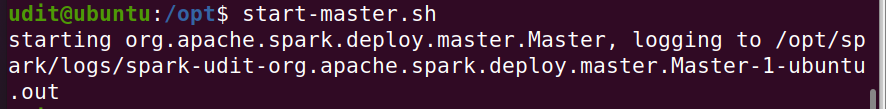 udit@ubuntu:/opt$ start-master.sh
starting org.apache.spark.deploy.master.Master, logging to /opt/sp
ark/logs/spark-udit-org.apache.spark.deploy.master.Master-1-ubuntu
.out